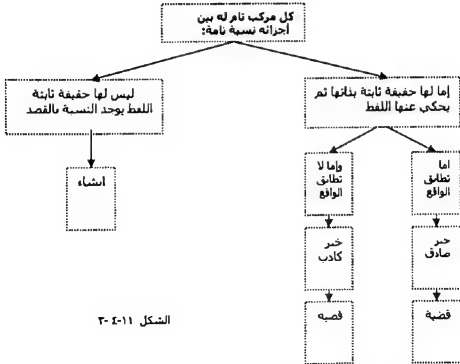 كل مركب تام له بين
أجزائه نسبة تامة:
إما لها حقيقة ثابتة بذاتها ثم
يحكي عنها اللفظ
ليس لها حقيقة ثابتة
اللفظ يوجد النسبة بالقصد
اما
تطابق
الواقع
وإما لا
تطابق
الواقع
انشاء
خبر
صادق
خبر
كاذب
قضية
قضية
الشكل ١١-٤-٣